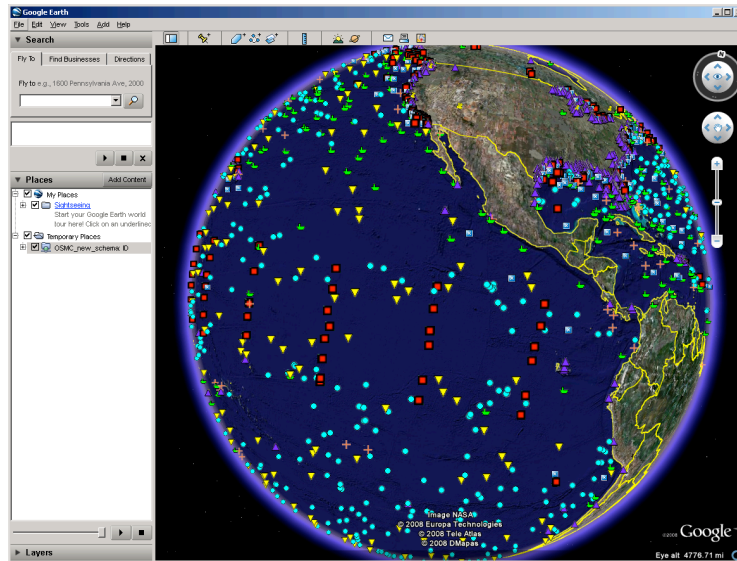 Google Earth
File Edit View Tools Add Help
Search
Fly To Find Businesses Directions
Fly to e.g., 1600 Pennsylvania Ave, 2000
Places Add Content
My Places
Sightseeing
Start your Google Earth world
tour here! Click on an underlined
Temporary Places
OSMC_new_schema: ID
Layers
N
Image NASA
© 2008 Europa Technologies
© 2008 Tele Atlas
© 2008 DMapas
©2008 Google
Eye alt 4776.71 mi